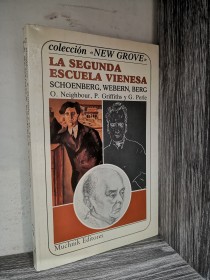 colección «NEW GROVE»
LA SEGUNDA
ESCUELA VIENESA
SCHOENBERG, WEBERN, BERG
O. Neighbour, P. Griffiths y G. Perle
Muchnik Editores